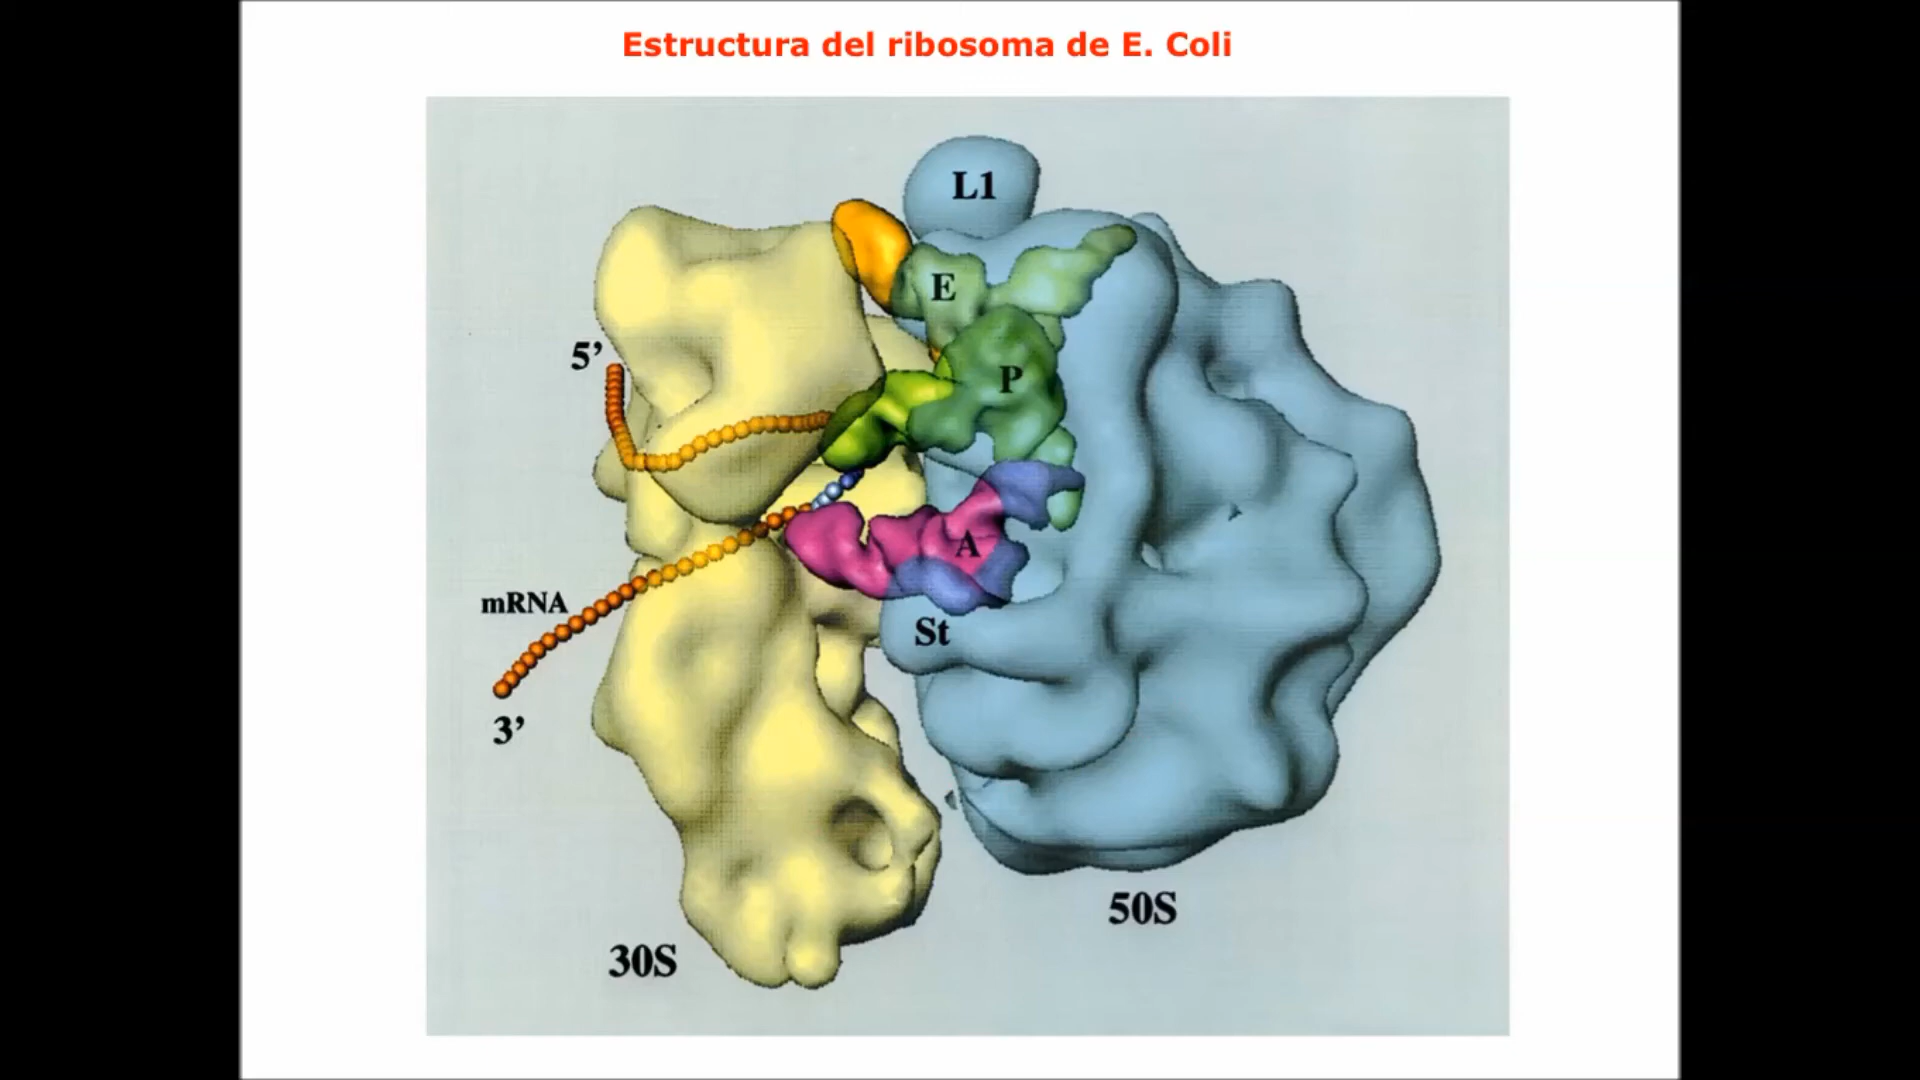 Estructura del ribosoma de E. Coli
L1
E
5’
P
A
mRNA
St
3’
50S
30S